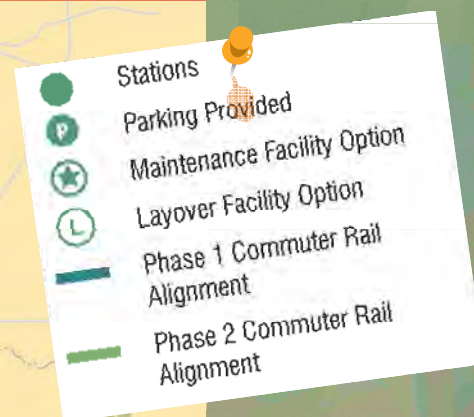 Stations
P
Parking Provided
Maintenance Facility Option
L
Layover Facility Option
Phase 1 Commuter Rail
Alignment
Phase 2 Commuter Rail
Alignment